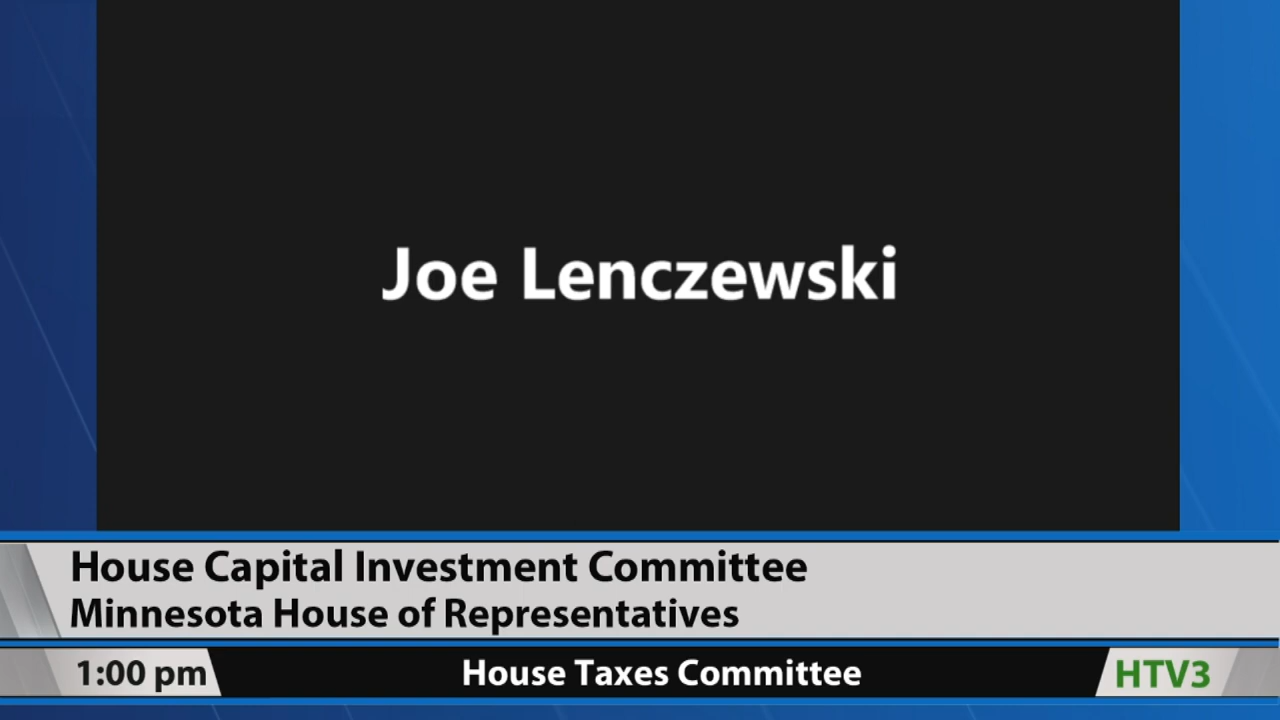 Joe Lenczewski
House Capital Investment Committee
Minnesota House of Representatives
1:00 pm House Taxes Committee HTV3